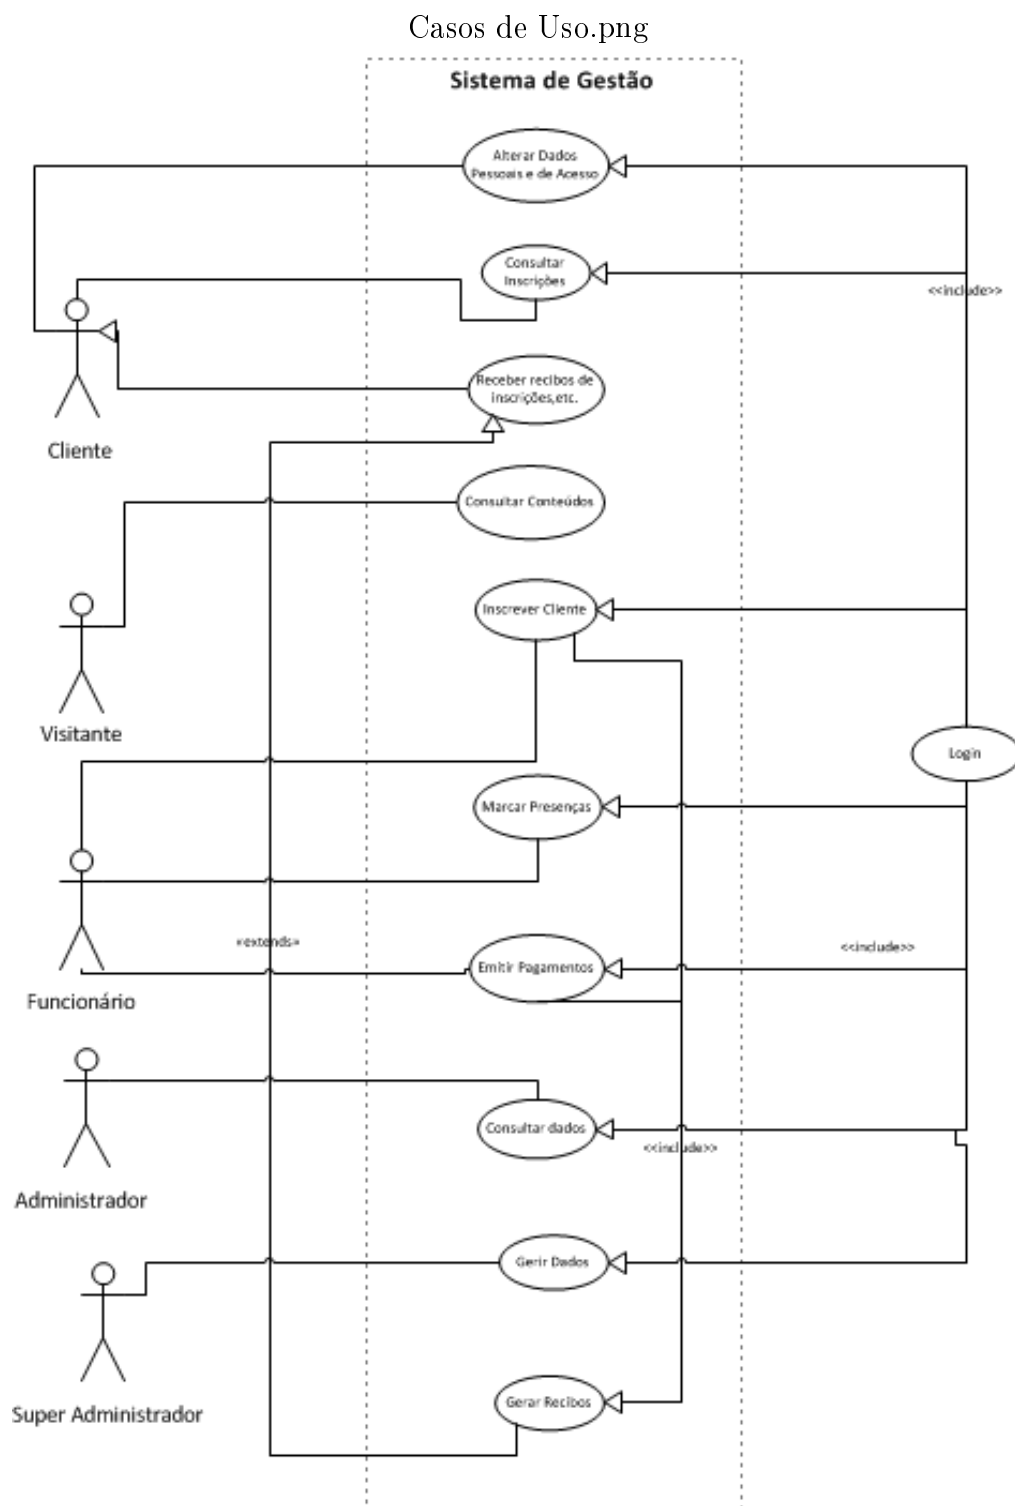 Casos de Uso.png
Sistema de Gestão
Alterar Dados
Pessoais e de Acesso
Consultar
Inscrições
<<include>>
Receber recibos de
inscrições,etc.
Cliente
Consultar Conteúdos
Inscrever Cliente
Visitante
Login
Marcar Presenças
«extends»
<<include>>
Emitir Pagamentos
Funcionário
Consultar dados
<<include>>
Administrador
Gerir Dados
Gerar Recibos
Super Administrador